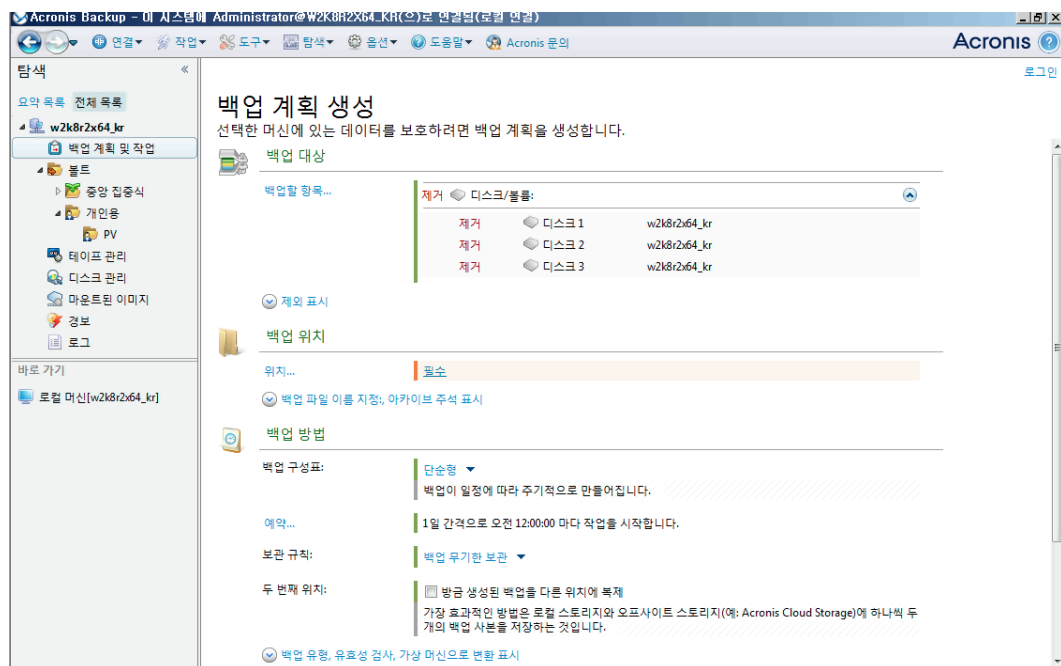 Acronis Backup - 이 시스템에 Administrator@W2K8R2X64_KR(으)로 연결됨(로컬 연결)
연결 작업 도구 탐색 옵션 도움말 Acronis 문의
Acronis
탐색
로그인
요약 목록 전체 목록
w2k8r2x64_kr
백업 계획 및 작업
볼트
중앙 집중식
개인용
PV
테이프 관리
디스크 관리
마운트된 이미지
경보
로그
바로 가기
로컬 머신[w2k8r2x64_kr]
백업 계획 생성
선택한 머신에 있는 데이터를 보호하려면 백업 계획을 생성합니다.
백업 대상
백업할 항목...
제거 디스크/볼륨:
제거 디스크 1 w2k8r2x64_kr
제거 디스크 2 w2k8r2x64_kr
제거 디스크 3 w2k8r2x64_kr
제외 표시
백업 위치
위치... 필수
백업 파일 이름 지정:, 아카이브 주석 표시
백업 방법
백업 구성표: 단순형
백업이 일정에 따라 주기적으로 만들어집니다.
예약... 1일 간격으로 오전 12:00:00 마다 작업을 시작합니다.
보관 규칙: 백업 무기한 보관
두 번째 위치: 방금 생성된 백업을 다른 위치에 복제
가장 효과적인 방법은 로컬 스토리지와 오프사이트 스토리지(예: Acronis Cloud Storage)에 하나씩 두
개의 백업 사본을 저장하는 것입니다.
백업 유형, 유효성 검사, 가상 머신으로 변환 표시